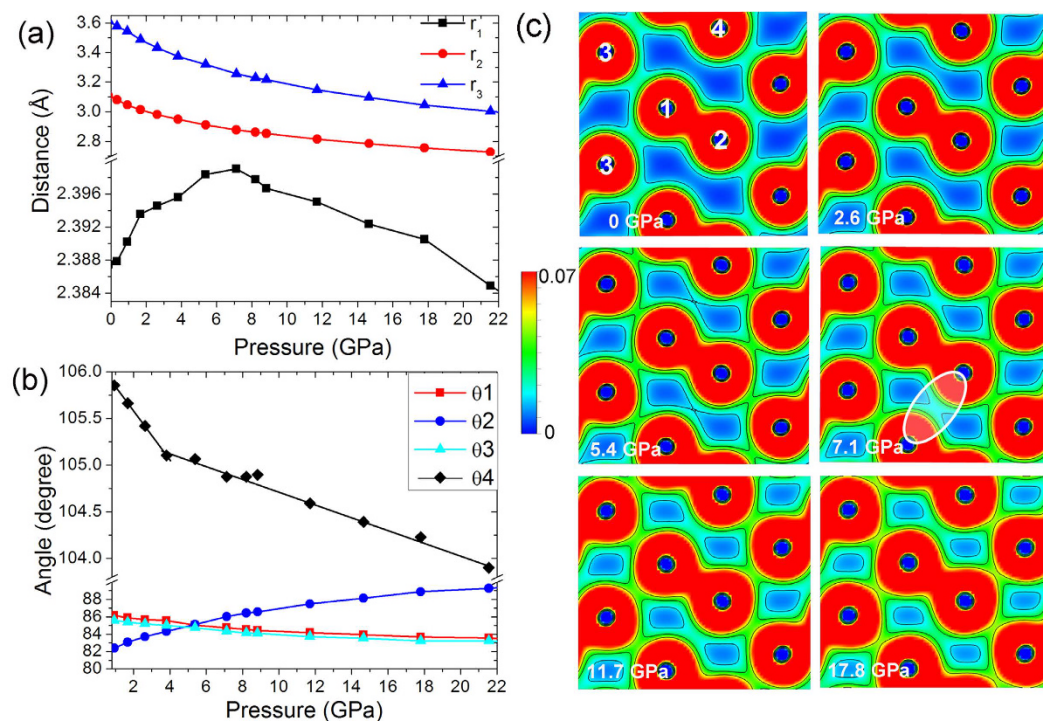 (a)
3.6
3.4
3.2
3.0
2.8
2.396
2.392
2.388
2.384
Distance (Å)
r1
r2
r3
0 2 4 6 8 10 12 14 16 18 20 22
Pressure (GPa)
(b)
106.0
105.5
105.0
104.5
104.0
86
84
82
80
Angle (degree)
θ1
θ2
θ3
θ4
2 4 6 8 10 12 14 16 18 20 22
Pressure (GPa)
(c)
0.07
0
3
4
1
2
3
0 GPa
2.6 GPa
5.4 GPa
7.1 GPa
11.7 GPa
17.8 GPa